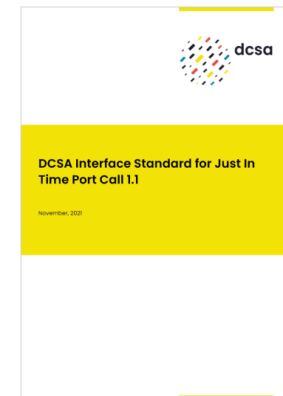 dcsa
DCSA Interface Standard for Just In
Time Port Call 1.1
November, 2021